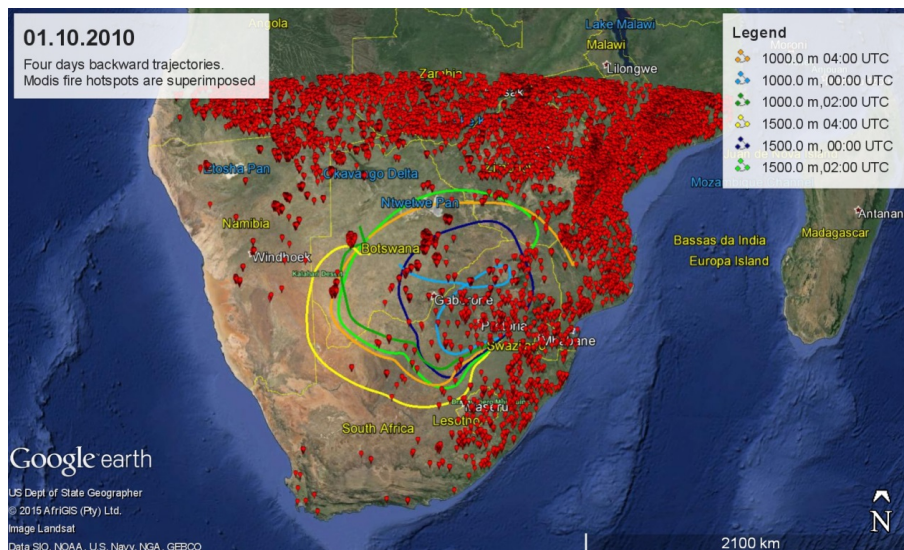 01.10.2010
Four days backward trajectories.
Modis fire hotspots are superimposed
Legend
1000.0 m 04:00 UTC
1000.0 m, 00:00 UTC
1000.0 m,02:00 UTC
1500.0 m 04:00 UTC
1500.0 m, 00:00 UTC
1500.0 m,02:00 UTC
Angola
Lake Malawi
Malawi
Lilongwe
Zambia
Etosha Pan
Okavango Delta
Ntwetwe Pan
Namibia
Windhoek
Botswana
Gaborone
Pretoria
Mbabane
Maseru
Lesotho
South Africa
Bassas da India
Europa Island
Madagascar
Antanan
Google earth
US Dept of State Geographer
© 2015 AfriGIS (Pty) Ltd.
Image Landsat
Data SIO, NOAA, U.S. Navy, NGA, GEBCO
N
2100 km